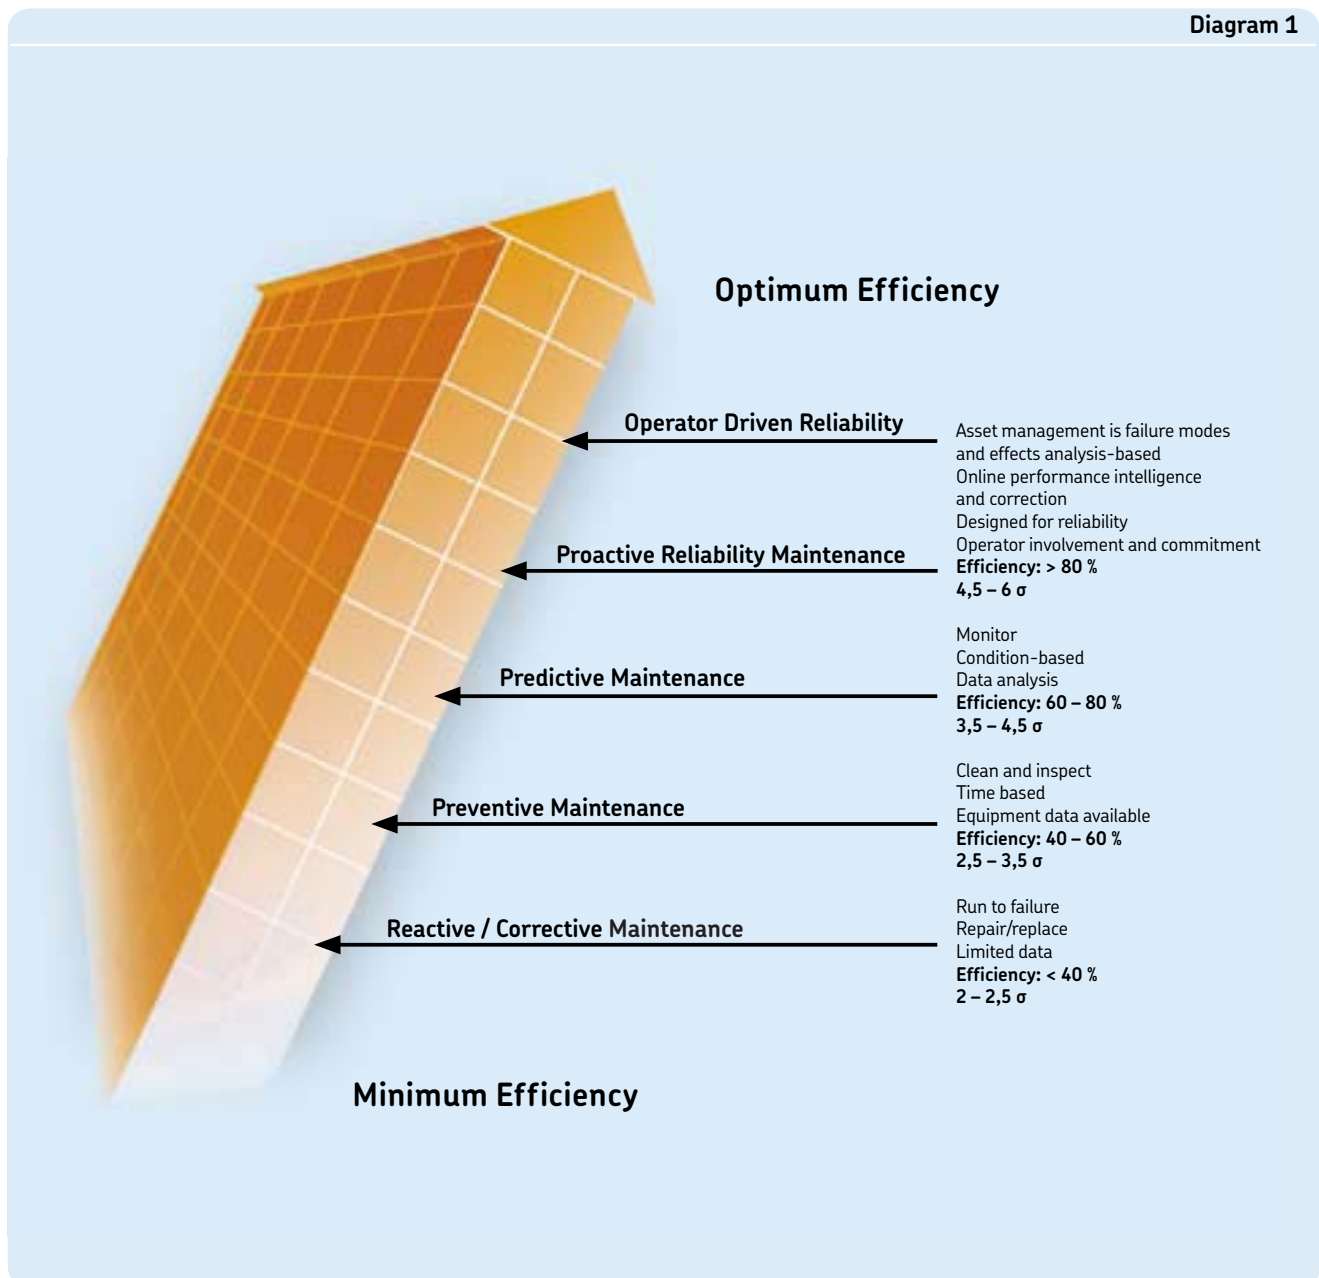 Diagram 1
Optimum Efficiency
Operator Driven Reliability
Asset management is failure modes
and effects analysis-based
Online performance intelligence
and correction
Designed for reliability
Operator involvement and commitment
Efficiency: > 80 %
4,5 – 6 σ
Proactive Reliability Maintenance
Predictive Maintenance
Monitor
Condition-based
Data analysis
Efficiency: 60 – 80 %
3,5 – 4,5 σ
Preventive Maintenance
Clean and inspect
Time based
Equipment data available
Efficiency: 40 – 60 %
2,5 – 3,5 σ
Reactive / Corrective Maintenance
Run to failure
Repair/replace
Limited data
Efficiency: < 40 %
2 – 2,5 σ
Minimum Efficiency